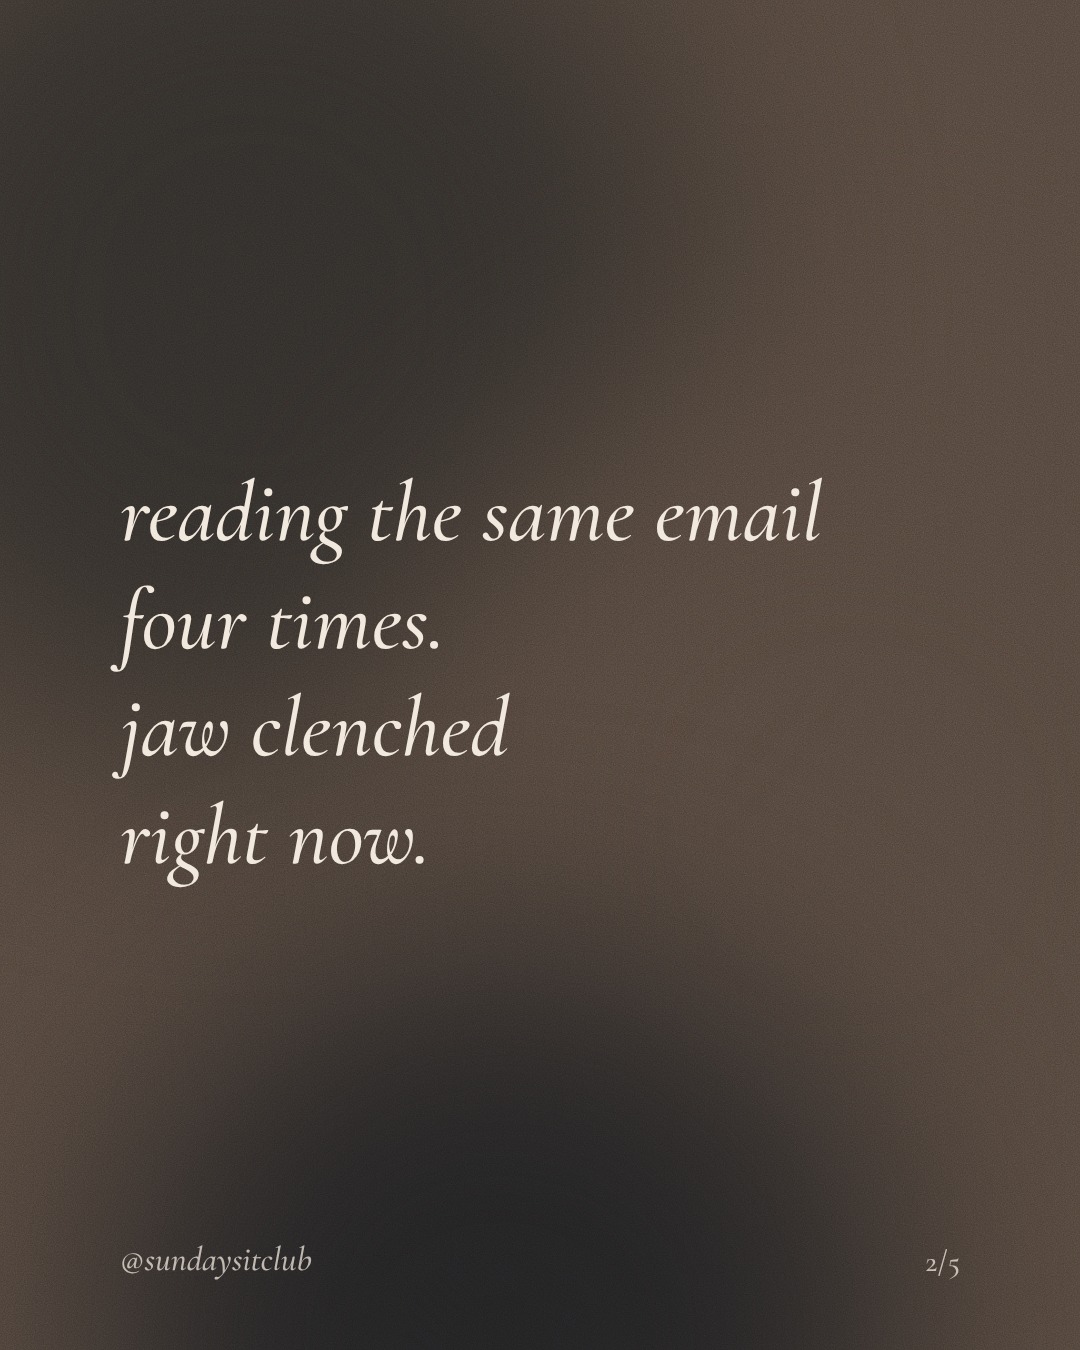 reading the same email
four times.
jaw clenched
right now.
@sundaysitclub
2/5